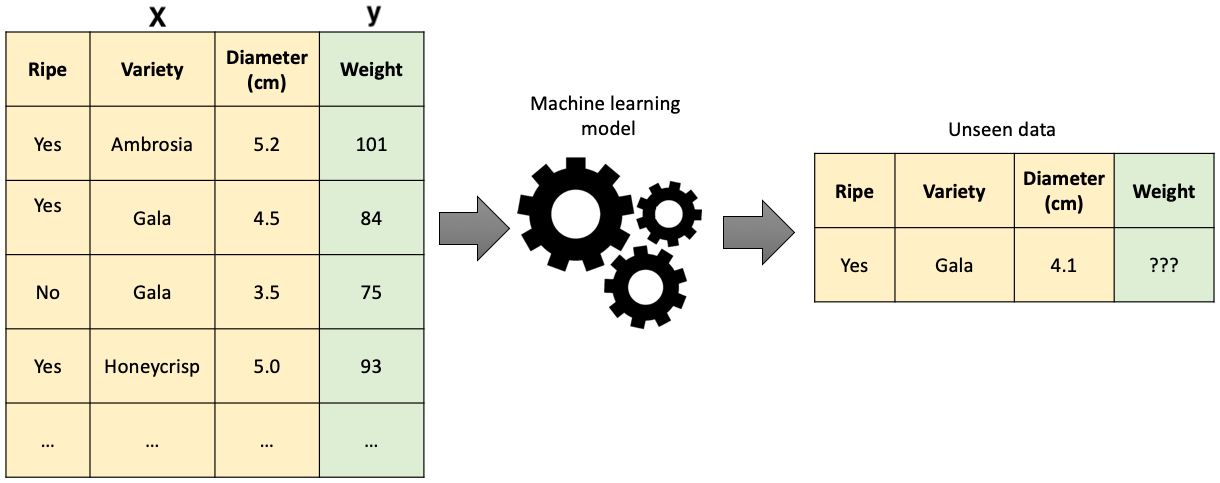 X y
Ripe Variety Diameter (cm) Weight
Yes Ambrosia 5.2 101
Yes Gala 4.5 84
No Gala 3.5 75
Yes Honeycrisp 5.0 93
... ... ... ...
Machine learning
model
Unseen data
Ripe Variety Diameter (cm) Weight
Yes Gala 4.1 ???